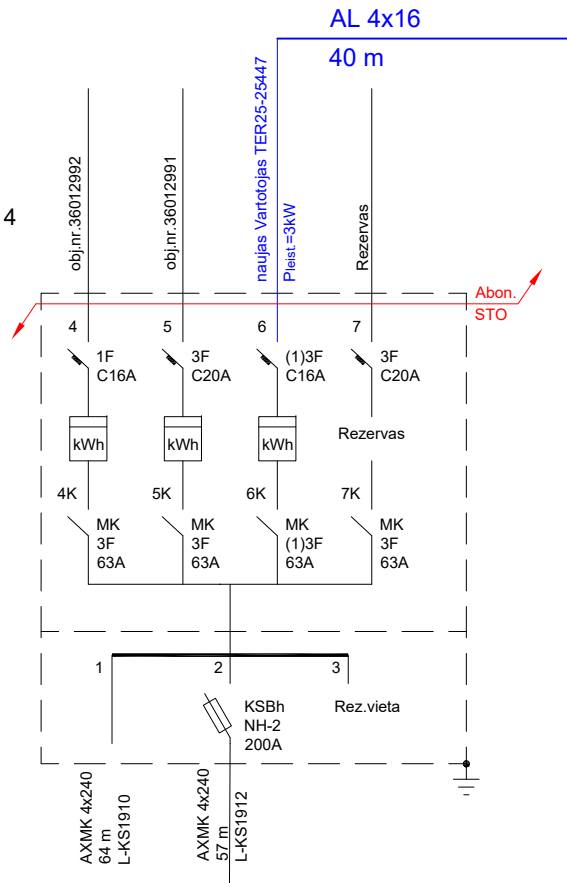 AL 4x16
40 m
4
obj.nr.36012992
obj.nr.36012991
naujas Vartotojas TER25-25447
Pleist.=3kW
Rezervas
Abon.
STO
4
5
6
7
1F
C16A
3F
C20A
(1)3F
C16A
3F
C20A
kWh
kWh
kWh
Rezervas
4K
5K
6K
7K
MK
3F
63A
MK
3F
63A
MK
(1)3F
63A
MK
3F
63A
1
2
3
KSBh
NH-2
200A
Rez.vieta
AXMK 4x240
64 m
L-KS1910
AXMK 4x240
57 m
L-KS1912